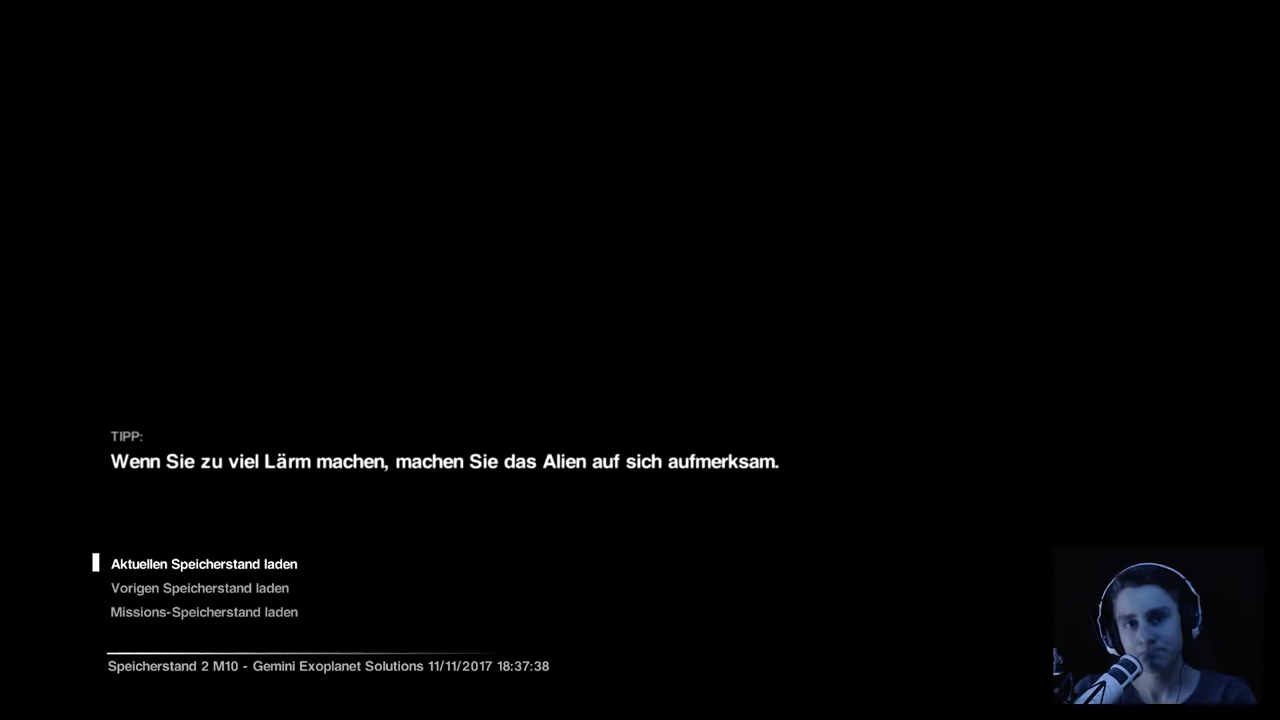 TIPP:
Wenn Sie zu viel Lärm machen, machen Sie das Alien auf sich aufmerksam.
Aktuellen Speicherstand laden
Vorigen Speicherstand laden
Missions-Speicherstand laden
Speicherstand 2 M10 - Gemini Exoplanet Solutions 11/11/2017 18:37:38